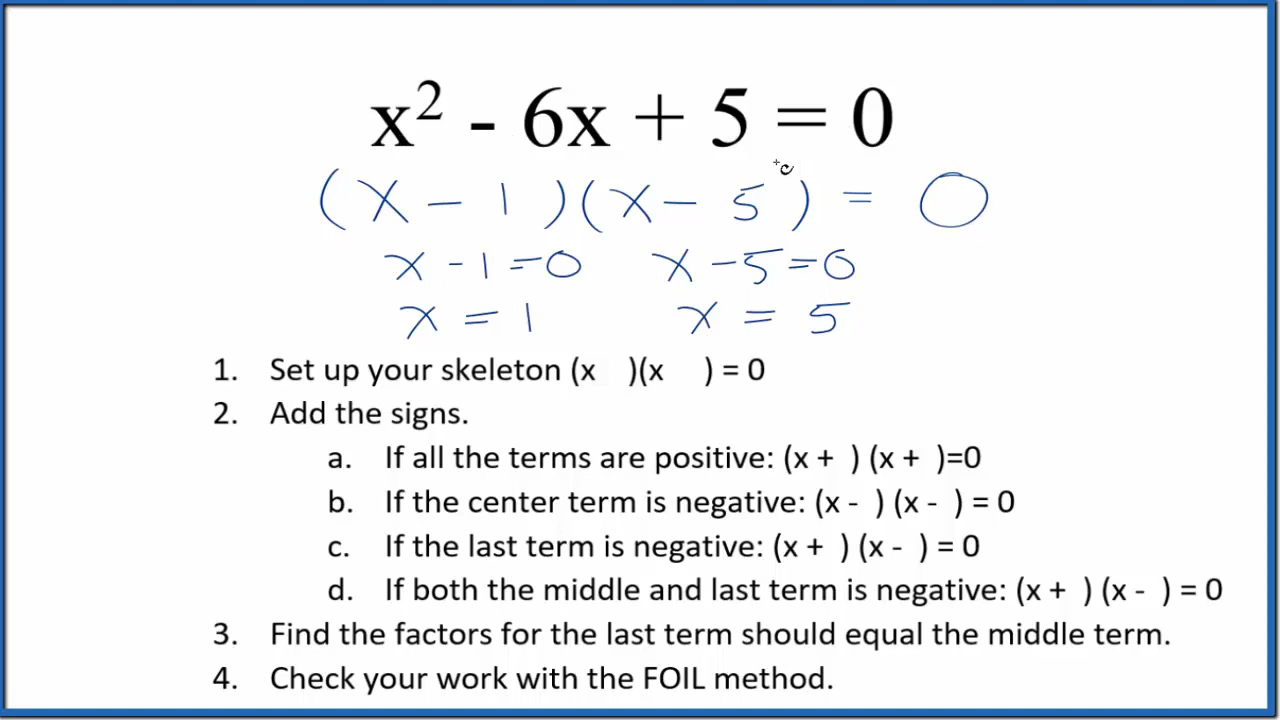 x² - 6x + 5 = 0
(x - 1)(x - 5) = 0
x - 1 = 0 x - 5 = 0
x = 1 x = 5
1. Set up your skeleton (x )(x ) = 0
2. Add the signs.
a. If all the terms are positive: (x + ) (x + )=0
b. If the center term is negative: (x - ) (x - ) = 0
c. If the last term is negative: (x + ) (x - ) = 0
d. If both the middle and last term is negative: (x + ) (x - ) = 0
3. Find the factors for the last term should equal the middle term.
4. Check your work with the FOIL method.